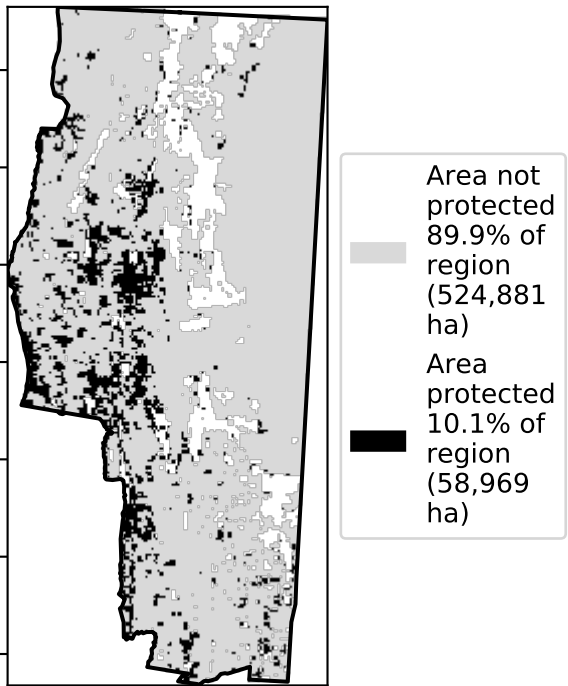 Area not
protected
89.9% of
region
(524,881
ha)
Area
protected
10.1% of
region
(58,969
ha)